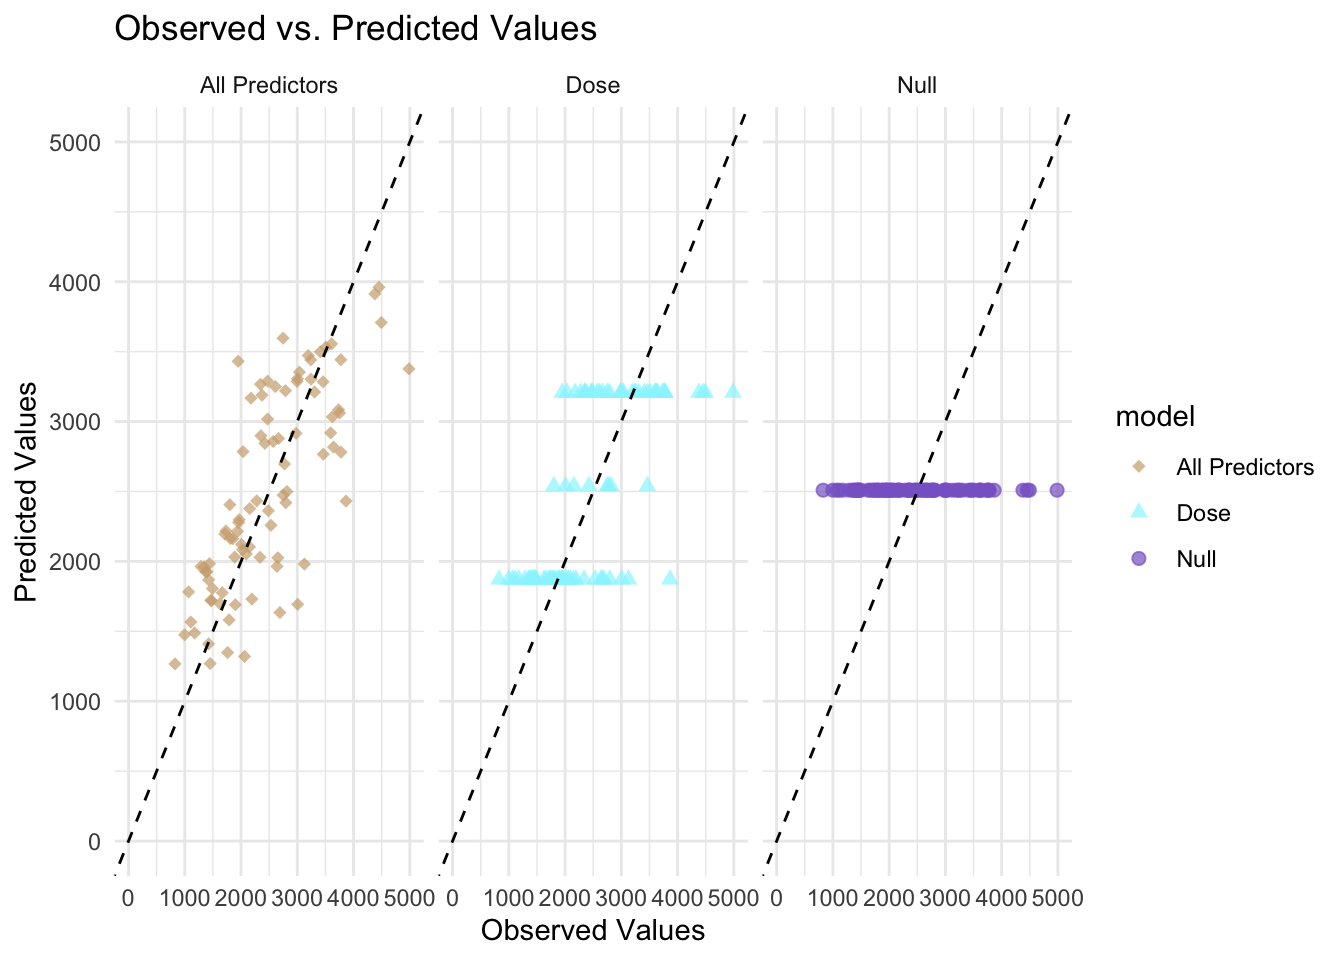 Observed vs. Predicted Values
All Predictors Dose Null
5000
4000
3000
2000
1000
0
Predicted Values
0 1000 2000 3000 4000 5000 0 1000 2000 3000 4000 5000 0 1000 2000 3000 4000 5000
Observed Values
model
All Predictors
Dose
Null